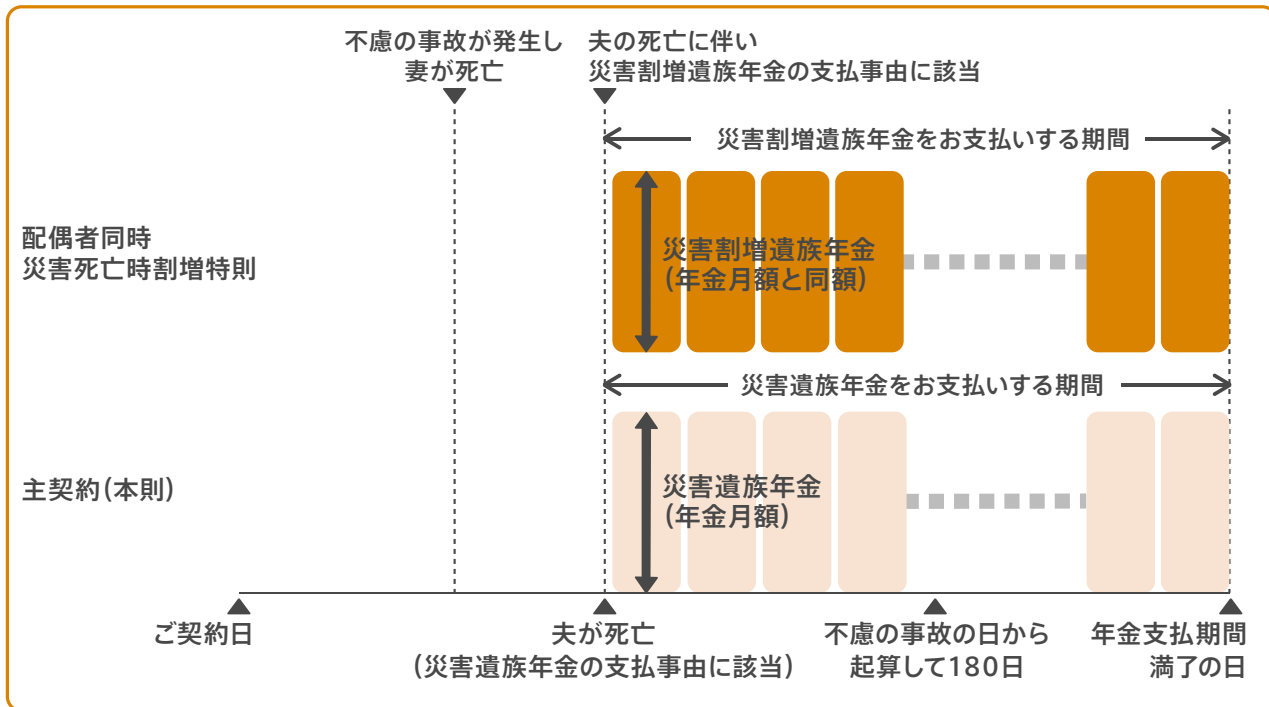 不慮の事故が発生し
妻が死亡
夫の死亡に伴い
災害割増遺族年金の支払事由に該当
災害割増遺族年金をお支払いする期間
配偶者同時
災害死亡時割増特則
災害割増遺族年金
(年金月額と同額)
災害遺族年金をお支払いする期間
主契約(本則)
災害遺族年金
(年金月額)
ご契約日
夫が死亡
(災害遺族年金の支払事由に該当)
不慮の事故の日から
起算して180日
年金支払期間
満了の日